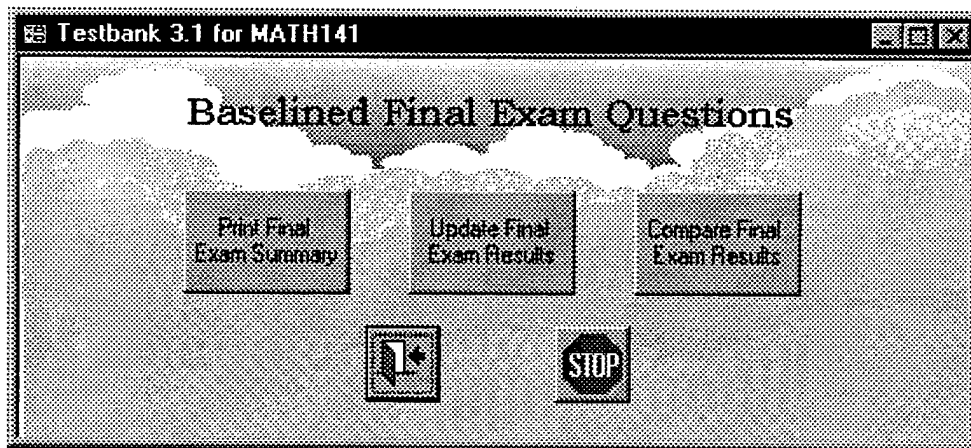 Testbank 3.1 for MATH141
Baselined Final Exam Questions
Print Final
Exam Summary
Update Final
Exam Results
Compare Final
Exam Results
STOP